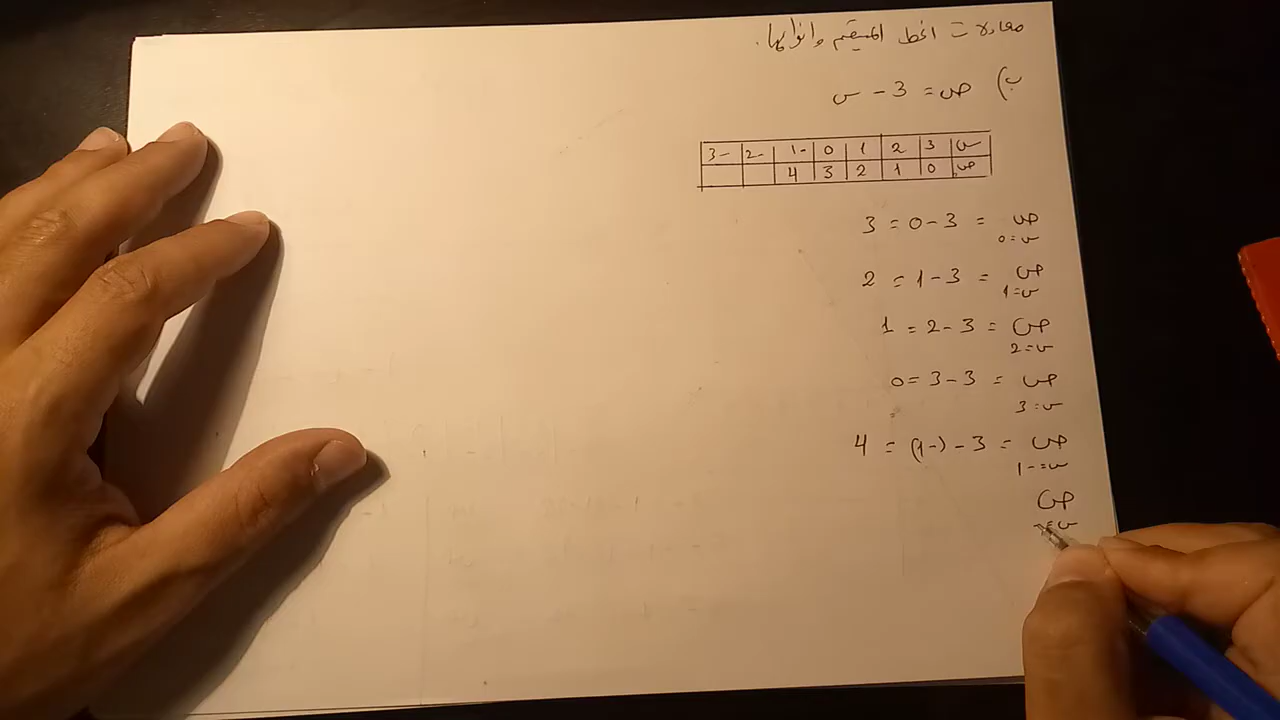 معادلات الخط المستقيم وانواعها.
ب) ص = 3 - س
س 3 2 1 0 1- 2- 3-
ص 0 1 2 3 4
ص = 3 - 0 = 3
س = 0
ص = 3 - 1 = 2
س = 1
ص = 3 - 2 = 1
س = 2
ص = 3 - 3 = 0
س = 3
ص = 3 - (1-) = 4
س = 1-
ص
س = -